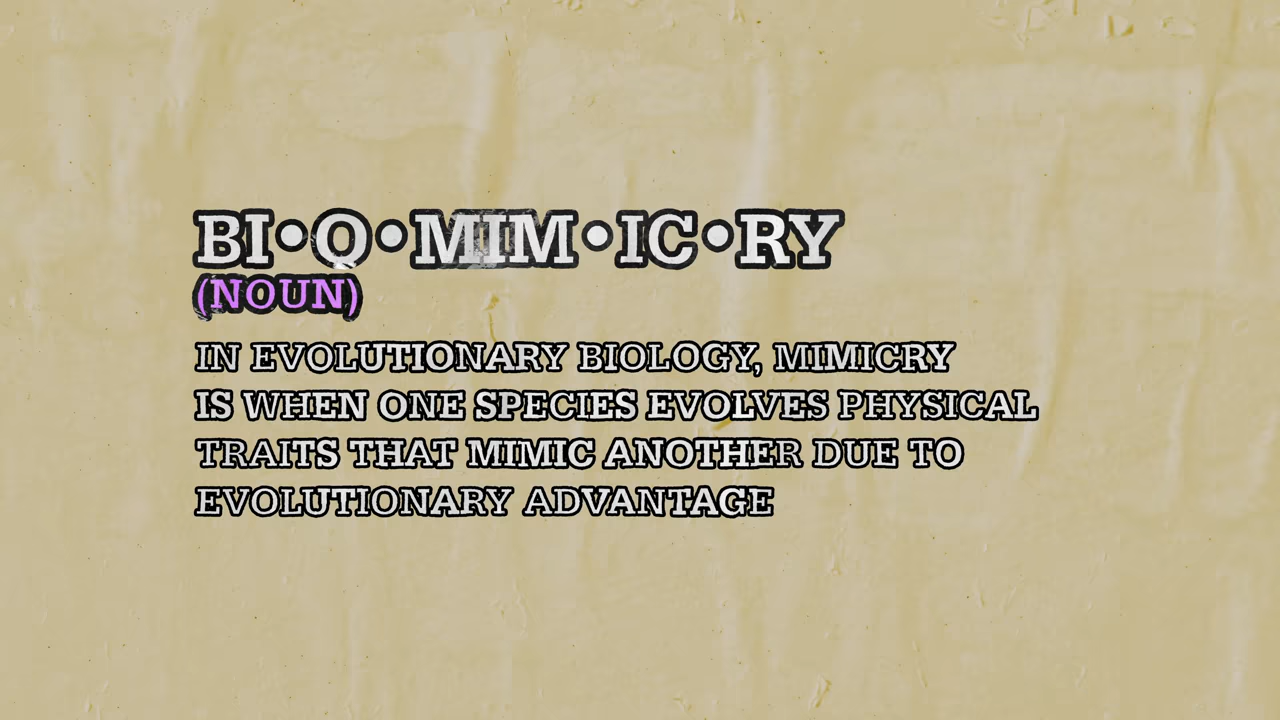 BI•O•MIM•IC•RY
(NOUN)
IN EVOLUTIONARY BIOLOGY, MIMICRY
IS WHEN ONE SPECIES EVOLVES PHYSICAL
TRAITS THAT MIMIC ANOTHER DUE TO
EVOLUTIONARY ADVANTAGE